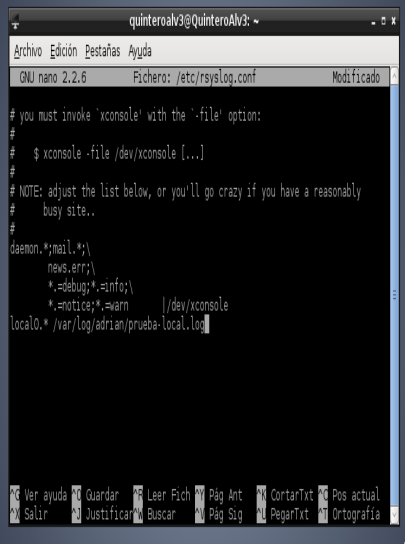 quinteroalv3@QuinteroAlv3: ~
Archivo Edición Pestañas Ayuda
GNU nano 2.2.6 Fichero: /etc/rsyslog.conf Modificado
# you must invoke `xconsole' with the `-file' option:
#
# $ xconsole -file /dev/xconsole [...]
#
# NOTE: adjust the list below, or you'll go crazy if you have a reasonably
# busy site..
#
daemon.*;mail.*;\
news.err;\
*.=debug;*.=info;\
*.=notice;*.=warn |/dev/xconsole
local0.* /var/log/adrian/prueba-local.log
^G Ver ayuda ^O Guardar ^R Leer Fich ^Y Pág Ant ^K CortarTxt ^C Pos actual
^X Salir ^J Justificar ^W Buscar ^V Pág Sig ^U PegarTxt ^T Ortografía